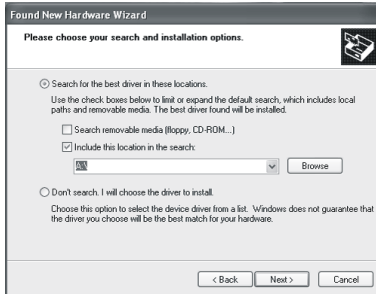 Found New Hardware Wizard
Please choose your search and installation options.
Search for the best driver in these locations.
Use the check boxes below to limit or expand the default search, which includes local
paths and removable media. The best driver found will be installed.
Search removable media (floppy, CD-ROM...)
Include this location in the search:
A:\
Browse
Don't search. I will choose the driver to install.
Choose this option to select the device driver from a list. Windows does not guarantee that
the driver you choose will be the best match for your hardware.
< Back Next > Cancel